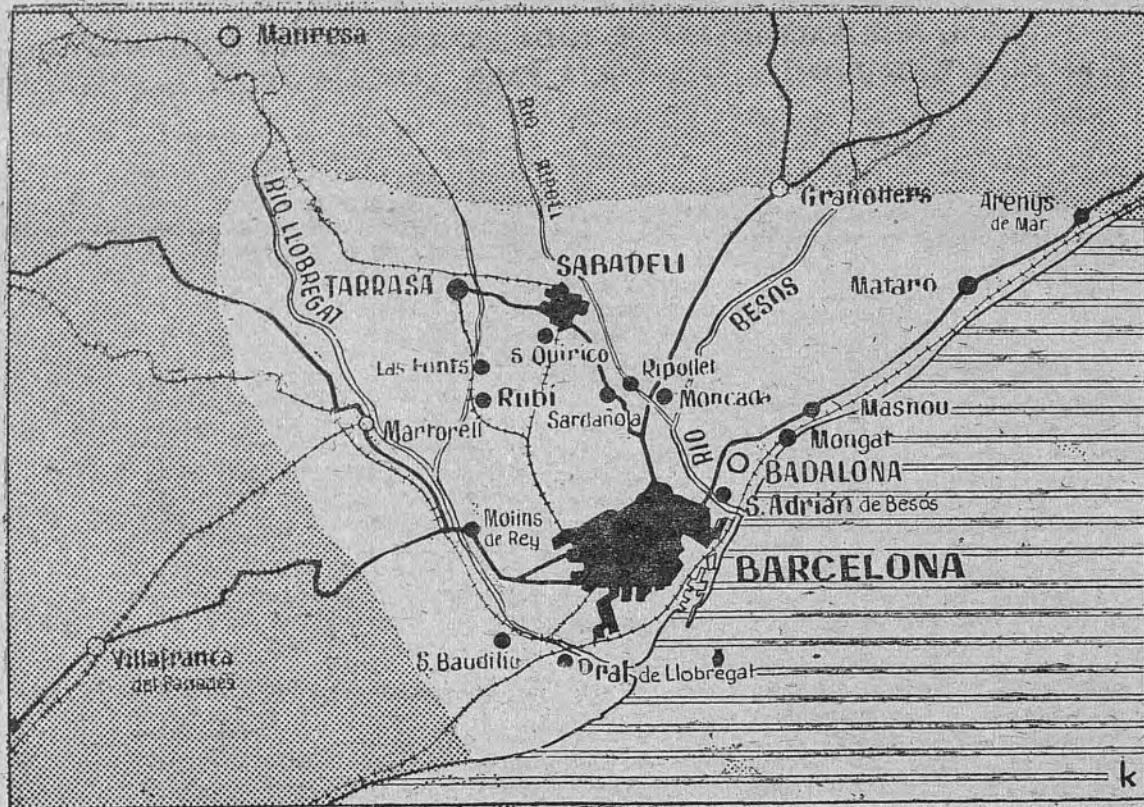 Manresa
RIO RIPOLL
RIO LLOBREGAT
Granollers
Arenys
de Mar
SABADELL
TARRASA
Mataró
BESOS
S. Quirico
Las Fonts
Ripollet
Rubí
Moncada
Sardañola
Masnou
Martorell
Mongat
RIO
BADALONA
S. Adrián de Besós
Molins
de Rey
BARCELONA
Villafranca
del Panadés
S. Baudilio
Prat de Llobregat
k